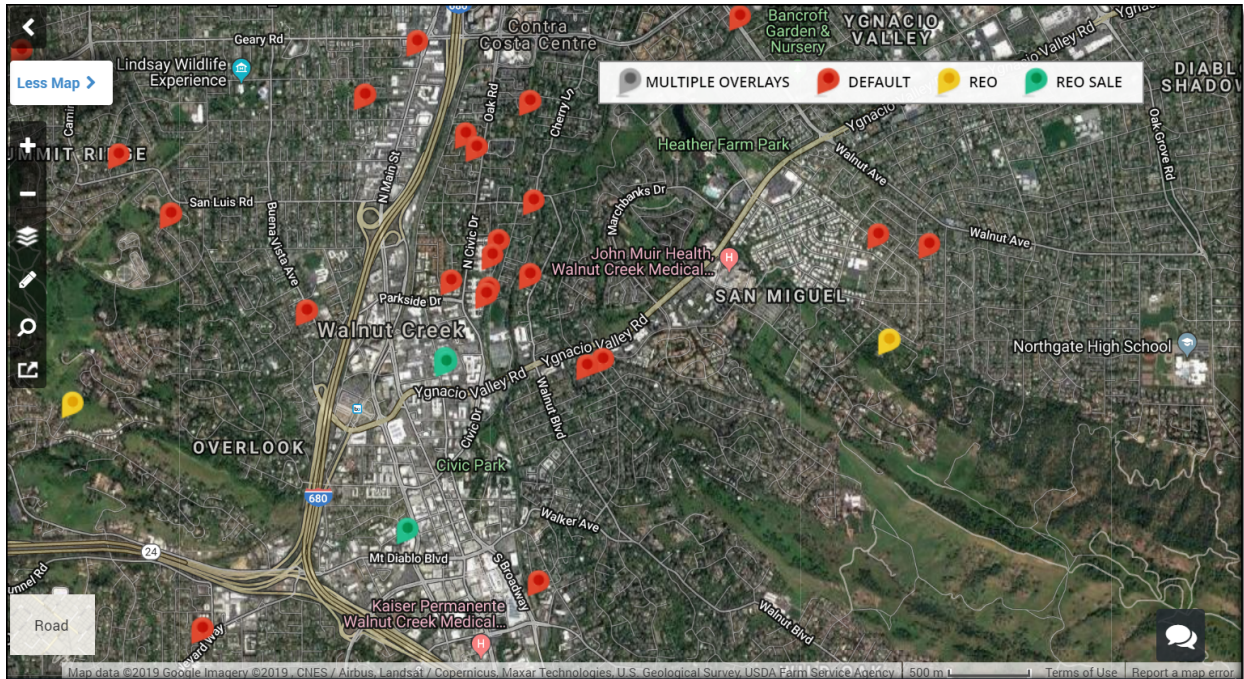 680
Contra
Costa Centre
Bancroft
Garden &
Nursery
YGNACIO
VALLEY
Ygnacio Valley Rd
Geary Rd
Lindsay Wildlife
Experience
Less Map
MULTIPLE OVERLAYS
DEFAULT
REO
REO SALE
Oak Rd
Cherry Ln
Ygnacio
Oak Grove Rd
Heather Farm Park
Walnut Ave
N Main St
Marchbanks Dr
San Luis Rd
Buena Vista Ave
N Civic Dr
Walnut Ave
John Muir Health,
Walnut Creek Medical...
H
SAN MIGUEL
Parkside Dr
Walnut Creek
Ygnacio Valley Rd
Northgate High School
Ygnacio Valley Rd
Walnut Blvd
Civic Dr
OVERLOOK
Civic Park
680
Walker Ave
24
Mt Diablo Blvd
S Broadway
Road
Kaiser Permanente
Walnut Creek Medical...
H
Walnut Blvd
Map data ©2019 Google Imagery ©2019 , CNES / Airbus, Landsat / Copernicus, Maxar Technologies, U.S. Geological Survey, USDA Farm Service Agency
500 m
Terms of Use
Report a map error